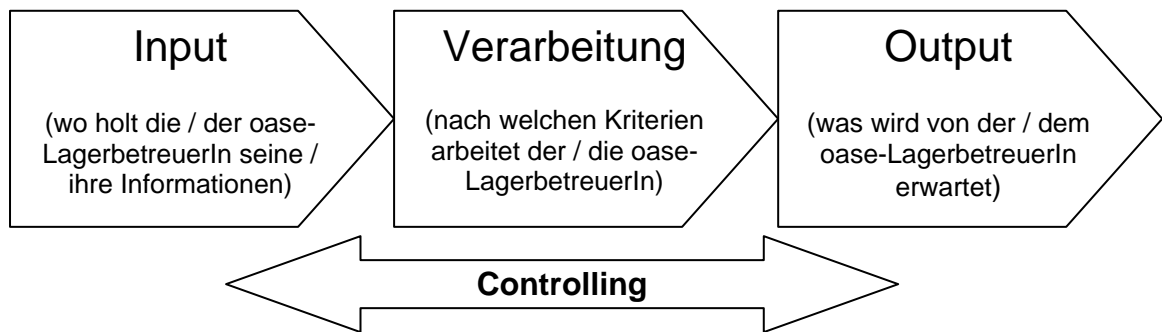 Input
(wo holt die / der oase-
LagerbetreuerIn seine /
ihre Informationen)
Verarbeitung
(nach welchen Kriterien
arbeitet der / die oase-
LagerbetreuerIn)
Output
(was wird von der / dem
oase-LagerbetreuerIn
erwartet)
Controlling